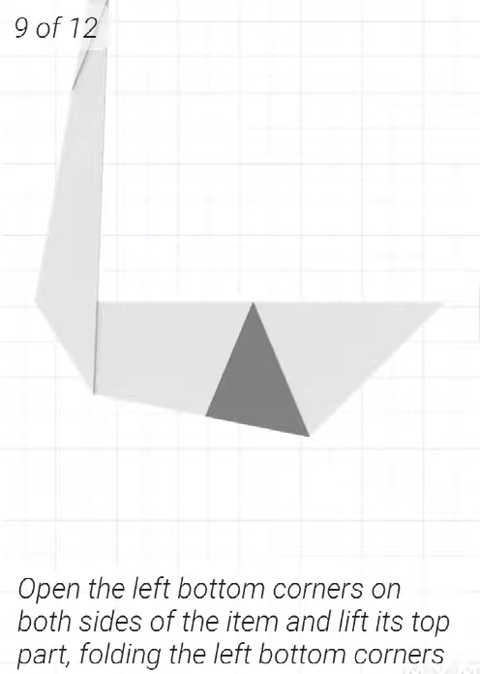 9 of 12
Open the left bottom corners on
both sides of the item and lift its top
part, folding the left bottom corners